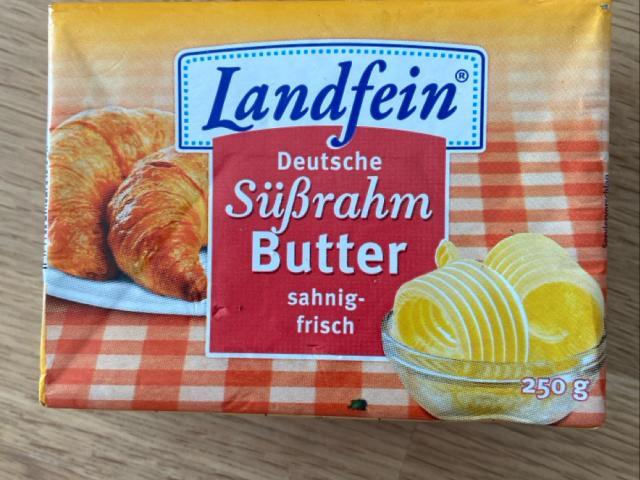 Landfein®
Deutsche
Süßrahm
Butter
sahnig-
frisch
250 g